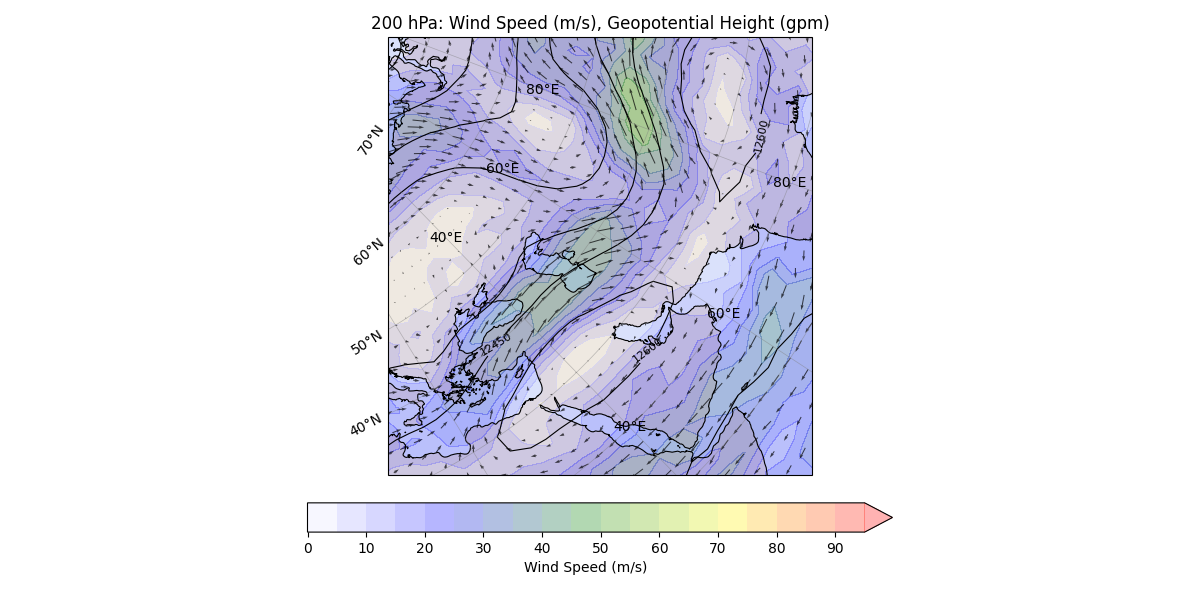 200 hPa: Wind Speed (m/s), Geopotential Height (gpm)
80°E
70°N
12600
60°E
80°E
40°E
60°N
60°E
50°N
12450
12600
40°N
40°E
0 10 20 30 40 50 60 70 80 90
Wind Speed (m/s)